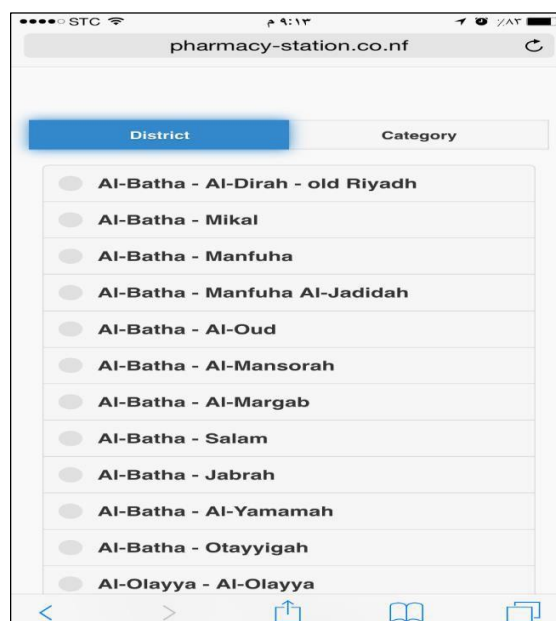 STC ٩:١٣ م ٪٨٢
pharmacy-station.co.nf
District Category
Al-Batha - Al-Dirah - old Riyadh
Al-Batha - Mikal
Al-Batha - Manfuha
Al-Batha - Manfuha Al-Jadidah
Al-Batha - Al-Oud
Al-Batha - Al-Mansorah
Al-Batha - Al-Margab
Al-Batha - Salam
Al-Batha - Jabrah
Al-Batha - Al-Yamamah
Al-Batha - Otayyigah
Al-Olayya - Al-Olayya